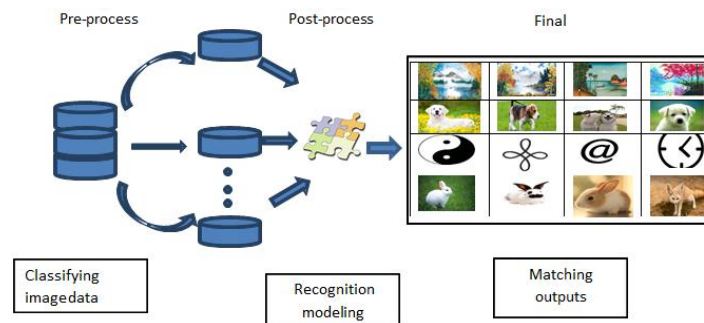 Pre-process
Post-process
Final
@
Classifying
imagedata
Recognition
modeling
Matching
outputs